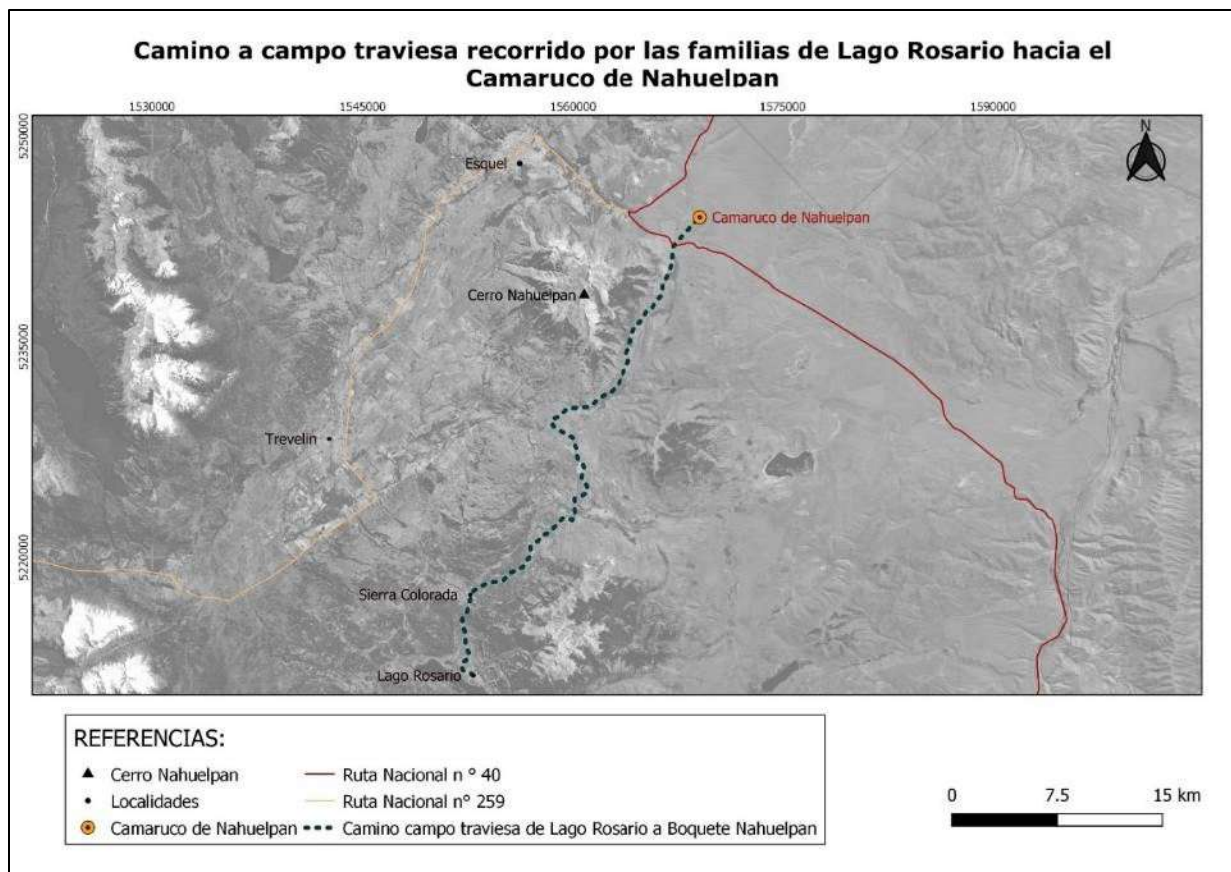 Camino a campo traviesa recorrido por las familias de Lago Rosario hacia el
Camaruco de Nahuelpan
1530000 1545000 1560000 1575000 1590000
5250000
5235000
5220000
N
Esquel
Camaruco de Nahuelpan
Cerro Nahuelpan
Trevelin
Sierra Colorada
Lago Rosario
REFERENCIAS:
Cerro Nahuelpan
Localidades
Camaruco de Nahuelpan
Ruta Nacional n ° 40
Ruta Nacional n° 259
Camino campo traviesa de Lago Rosario a Boquete Nahuelpan
0 7.5 15 km